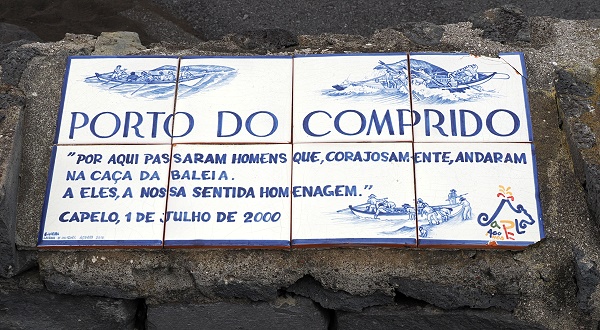 PORTO DO COMPRIDO
"POR AQUI PASSARAM HOMENS QUE, CORAJOSAMENTE, ANDARAM
NA CAÇA DA BALEIA.
A ELES, A NOSSA SENTIDA HOMENAGEM."
CAPELO, 1 DE JULHO DE 2000